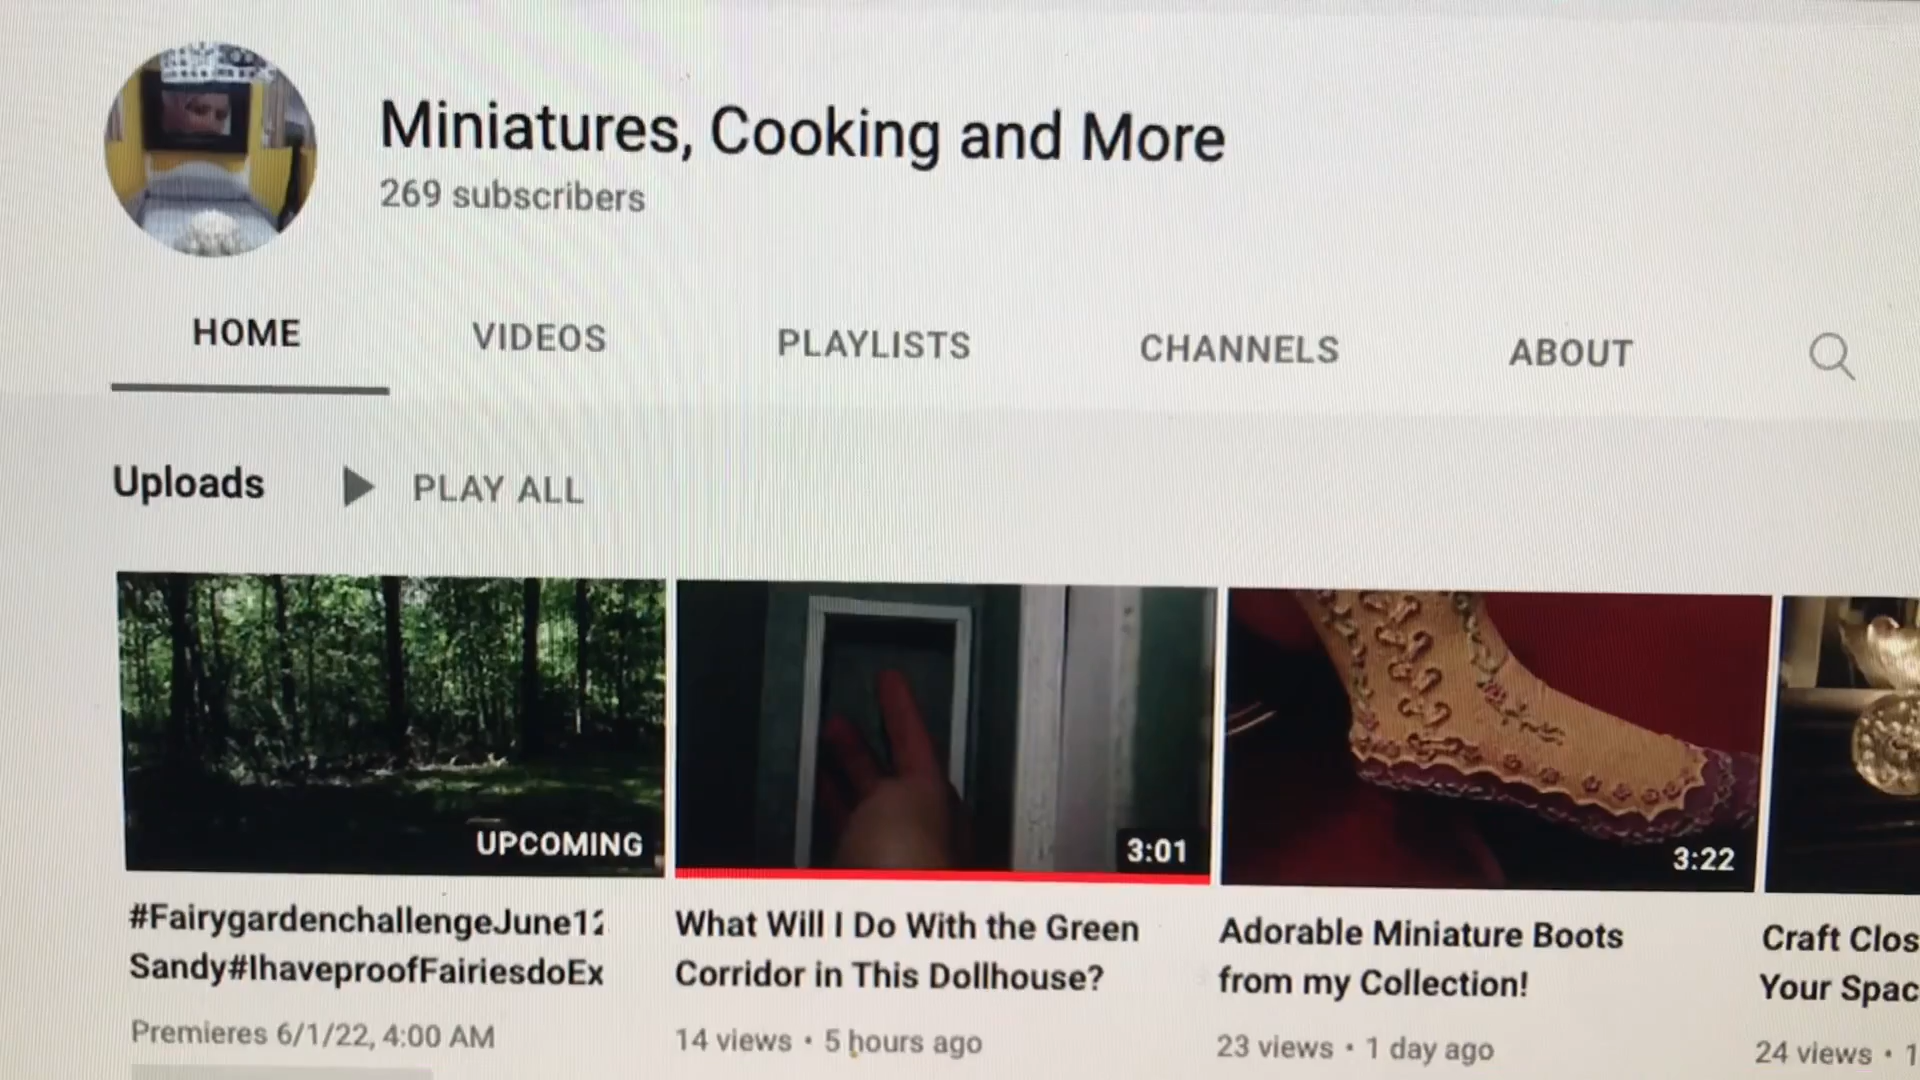 Miniatures, Cooking and More
269 subscribers
HOME VIDEOS PLAYLISTS CHANNELS ABOUT
Uploads PLAY ALL
UPCOMING
3:01
3:22
#FairygardenchallengeJune12
Sandy#IhaveproofFairiesdoEx
Premieres 6/1/22, 4:00 AM
What Will I Do With the Green
Corridor in This Dollhouse?
14 views • 5 hours ago
Adorable Miniature Boots
from my Collection!
23 views • 1 day ago
Craft Clos
Your Spac
24 views • 1